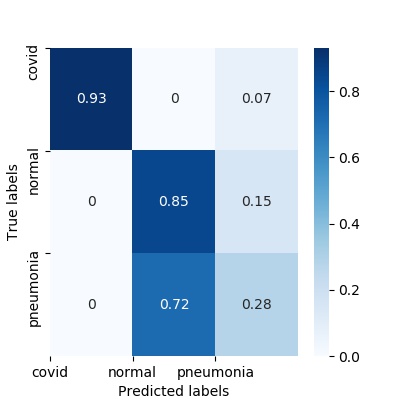 True labels
covid
normal
pneumonia
0.93 0 0.07
0 0.85 0.15
0 0.72 0.28
covid normal pneumonia
Predicted labels
0.8
0.6
0.4
0.2
0.0